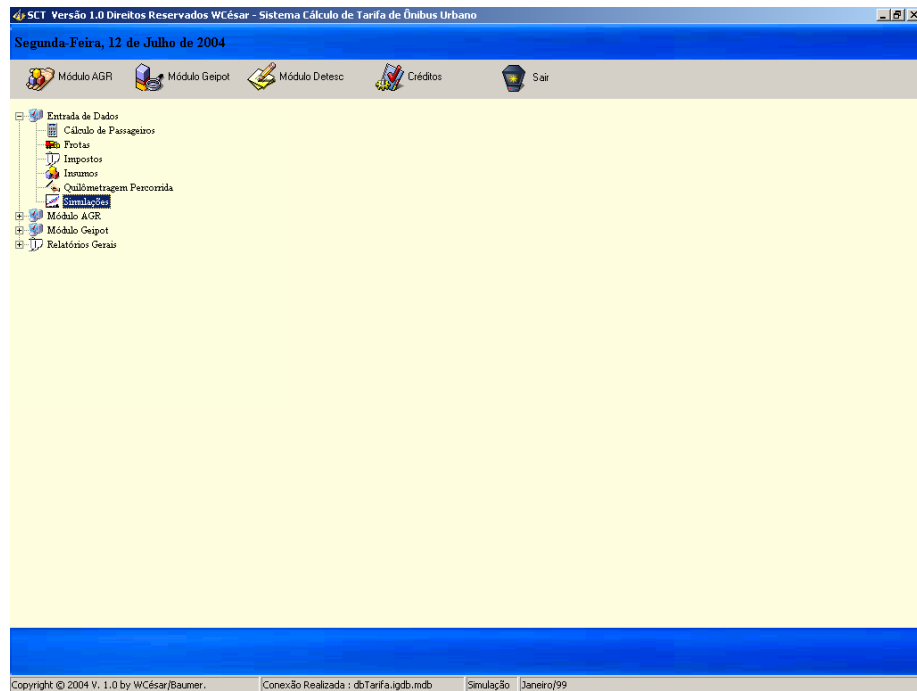 SCT Versão 1.0 Direitos Reservados WCésar - Sistema Cálculo de Tarifa de Ônibus Urbano
Segunda-Feira, 12 de Julho de 2004
Módulo AGR Módulo Geipot Módulo Detesc Créditos Sair
Entrada de Dados
Cálculo de Passageiros
Frotas
Impostos
Insumos
Quilômetragem Percorrida
Simulações
Módulo AGR
Módulo Geipot
Relatórios Gerais
Copyright © 2004 V. 1.0 by WCésar/Baumer. Conexão Realizada : dbTarifa.igdb.mdb Simulação Janeiro/99